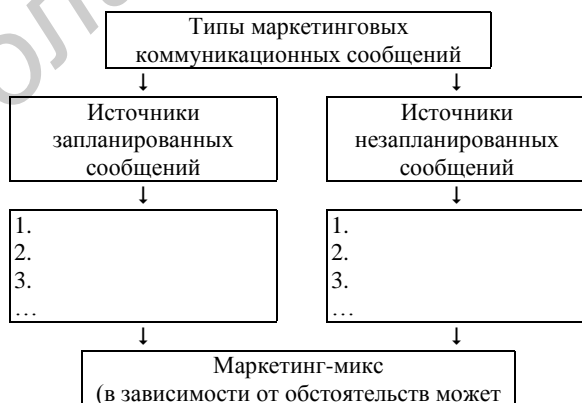 Типы маркетинговых
коммуникационных сообщений
↓ ↓
Источники
запланированных
сообщений
Источники
незапланированных
сообщений
↓ ↓
1.
2.
3.
…
1.
2.
3.
…
↓ ↓
Маркетинг-микс
(в зависимости от обстоятельств может